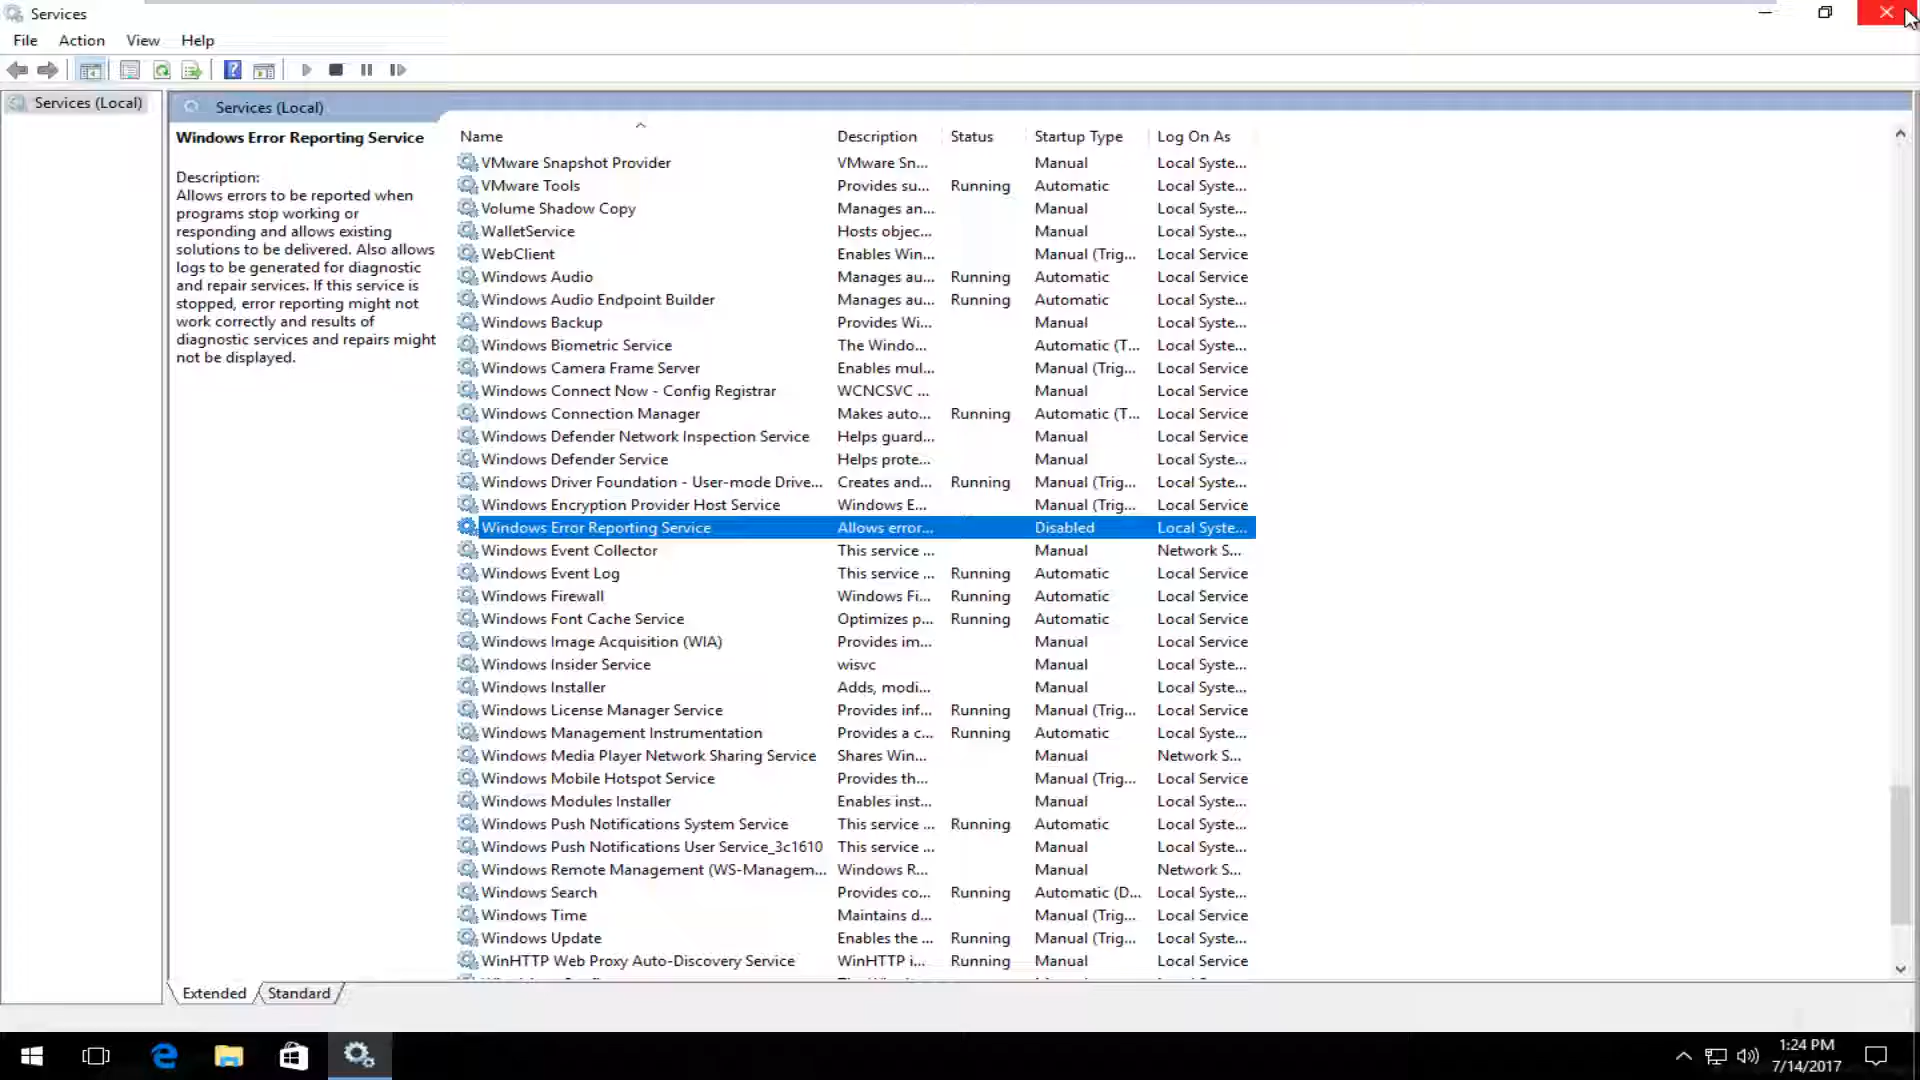 Services
File Action View Help
Services (Local)
Services (Local)
Windows Error Reporting Service
Description:
Allows errors to be reported when
programs stop working or
responding and allows existing
solutions to be delivered. Also allows
logs to be generated for diagnostic
and repair services. If this service is
stopped, error reporting might not
work correctly and results of
diagnostic services and repairs might
not be displayed.
Name Description Status Startup Type Log On As
VMware Snapshot Provider VMware Sn... Manual Local Syste...
VMware Tools Provides su... Running Automatic Local Syste...
Volume Shadow Copy Manages an... Manual Local Syste...
WalletService Hosts objec... Manual Local Syste...
WebClient Enables Win... Manual (Trig... Local Service
Windows Audio Manages au... Running Automatic Local Service
Windows Audio Endpoint Builder Manages au... Running Automatic Local Syste...
Windows Backup Provides Wi... Manual Local Syste...
Windows Biometric Service The Windo... Automatic (T... Local Syste...
Windows Camera Frame Server Enables mul... Manual (Trig... Local Service
Windows Connect Now - Config Registrar WCNCSVC ... Manual Local Service
Windows Connection Manager Makes auto... Running Automatic (T... Local Service
Windows Defender Network Inspection Service Helps guard... Manual Local Service
Windows Defender Service Helps prote... Manual Local Syste...
Windows Driver Foundation - User-mode Drive... Creates and... Running Manual (Trig... Local Syste...
Windows Encryption Provider Host Service Windows E... Manual (Trig... Local Service
Windows Error Reporting Service Allows error... Disabled Local Syste...
Windows Event Collector This service ... Manual Network S...
Windows Event Log This service ... Running Automatic Local Service
Windows Firewall Windows Fi... Running Automatic Local Service
Windows Font Cache Service Optimizes p... Running Automatic Local Service
Windows Image Acquisition (WIA) Provides im... Manual Local Service
Windows Insider Service wisvc Manual Local Syste...
Windows Installer Adds, modi... Manual Local Syste...
Windows License Manager Service Provides inf... Running Manual (Trig... Local Service
Windows Management Instrumentation Provides a c... Running Automatic Local Syste...
Windows Media Player Network Sharing Service Shares Win... Manual Network S...
Windows Mobile Hotspot Service Provides th... Manual (Trig... Local Service
Windows Modules Installer Enables inst... Manual Local Syste...
Windows Push Notifications System Service This service ... Running Automatic Local Syste...
Windows Push Notifications User Service_3c1610 This service ... Manual Local Syste...
Windows Remote Management (WS-Managem... Windows R... Manual Network S...
Windows Search Provides co... Running Automatic (D... Local Syste...
Windows Time Maintains d... Manual (Trig... Local Service
Windows Update Enables the ... Running Manual (Trig... Local Syste...
WinHTTP Web Proxy Auto-Discovery Service WinHTTP i... Running Manual Local Service
Extended Standard
1:24 PM
7/14/2017